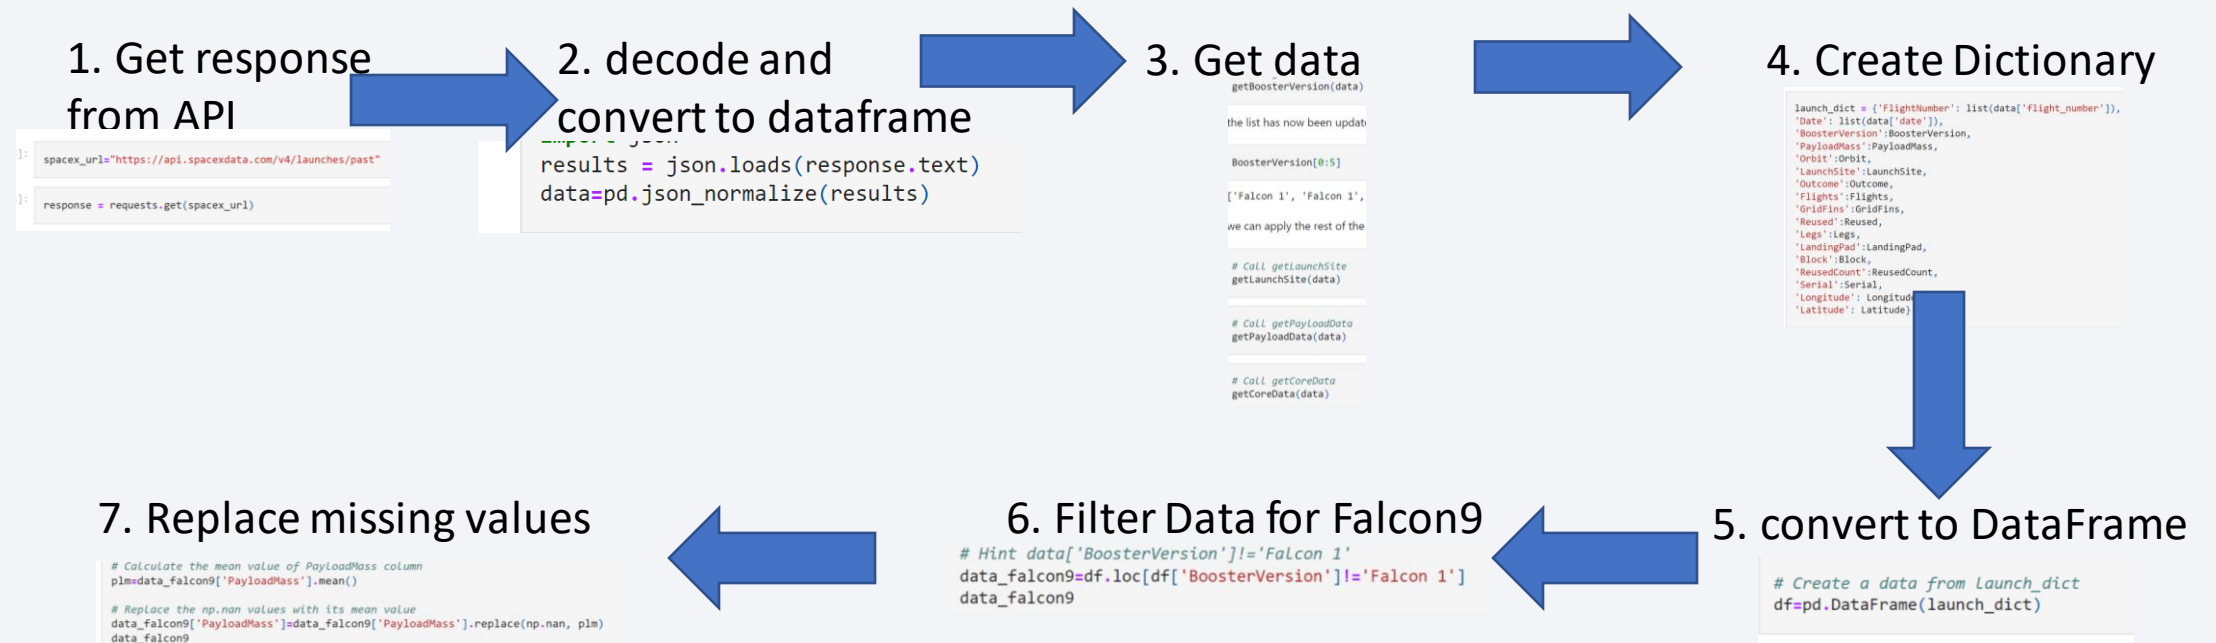 1. Get response
from API
]: spacex_url="https://api.spacexdata.com/v4/launches/past"
]: response = requests.get(spacex_url)
2. decode and
convert to dataframe
import json
results = json.loads(response.text)
data=pd.json_normalize(results)
3. Get data
getBoosterVersion(data)
the list has now been updat
BoosterVersion[0:5]
['Falcon 1', 'Falcon 1',
we can apply the rest of the
# Call getLaunchSite
getLaunchSite(data)
# Call getPayloadData
getPayloadData(data)
# Call getCoreData
getCoreData(data)
4. Create Dictionary
launch_dict = {'FlightNumber': list(data['flight_number']),
'Date': list(data['date']),
'BoosterVersion':BoosterVersion,
'PayloadMass':PayloadMass,
'Orbit':Orbit,
'LaunchSite':LaunchSite,
'Outcome':Outcome,
'Flights':Flights,
'GridFins':GridFins,
'Reused':Reused,
'Legs':Legs,
'LandingPad':LandingPad,
'Block':Block,
'ReusedCount':ReusedCount,
'Serial':Serial,
'Longitude': Longitud
'Latitude': Latitude}
5. convert to DataFrame
# Create a data from launch_dict
df=pd.DataFrame(launch_dict)
6. Filter Data for Falcon9
# Hint data['BoosterVersion']!='Falcon 1'
data_falcon9=df.loc[df['BoosterVersion']!='Falcon 1']
data_falcon9
7. Replace missing values
# Calculate the mean value of PayloadMass column
plm=data_falcon9['PayloadMass'].mean()
# Replace the np.nan values with its mean value
data_falcon9['PayloadMass']=data_falcon9['PayloadMass'].replace(np.nan, plm)
data_falcon9